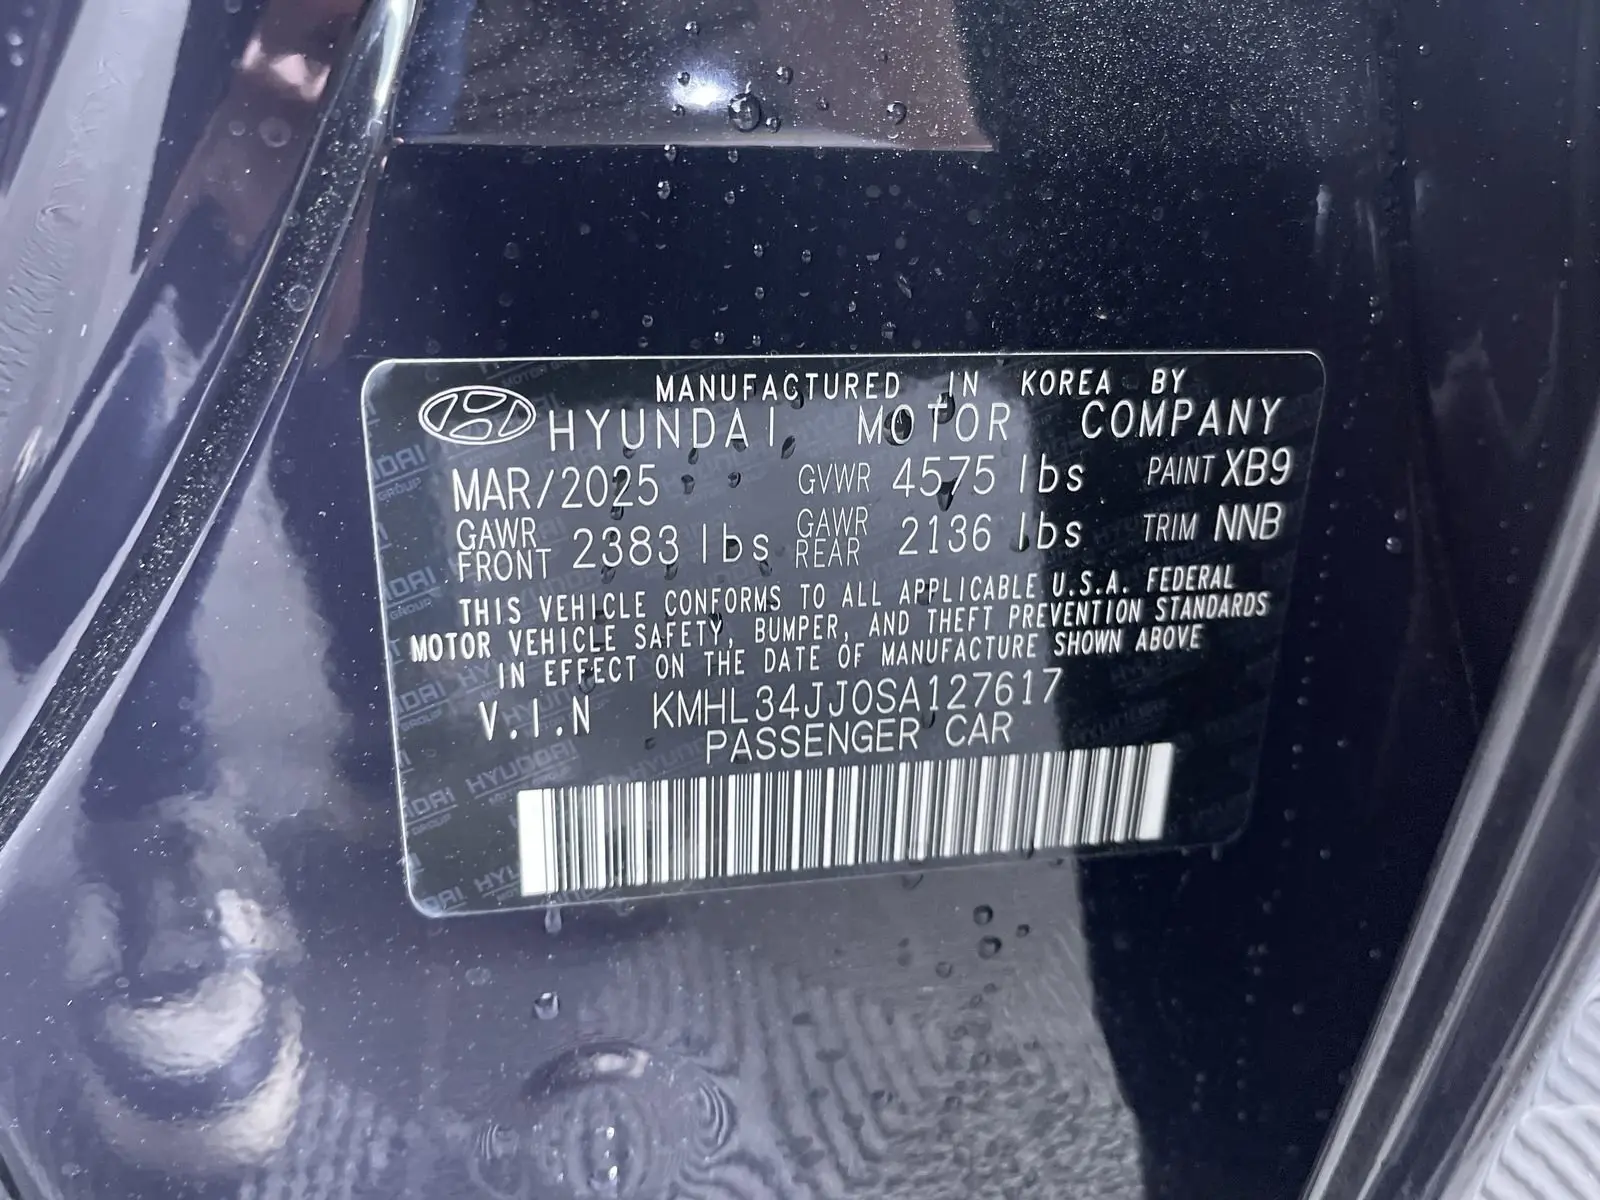 MANUFACTURED IN KOREA BY
HYUNDAI MOTOR COMPANY
MAR/2025 GVWR 4575 lbs PAINT XB9
GAWR FRONT 2383 lbs GAWR REAR 2136 lbs TRIM NNB
THIS VEHICLE CONFORMS TO ALL APPLICABLE U.S.A. FEDERAL
MOTOR VEHICLE SAFETY, BUMPER, AND THEFT PREVENTION STANDARDS
IN EFFECT ON THE DATE OF MANUFACTURE SHOWN ABOVE
V.I.N KMHL34JJ0SA127617
PASSENGER CAR